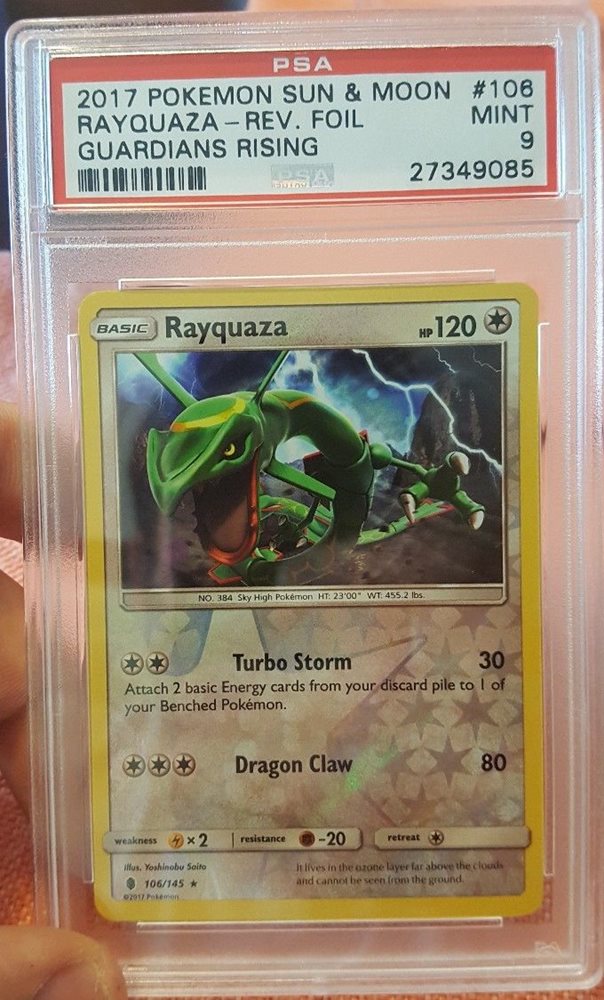 PSA
2017 POKEMON SUN & MOON #106
RAYQUAZA - REV. FOIL MINT
GUARDIANS RISING 9
27349085
PSA
BASIC Rayquaza HP 120
NO. 384 Sky High Pokémon HT: 23'00" WT: 455.2 lbs.
Turbo Storm 30
Attach 2 basic Energy cards from your discard pile to 1 of
your Benched Pokémon.
Dragon Claw 80
weakness ×2 resistance -20 retreat
Illus. Yoshinobu Saito
106/145 ★
©2017 Pokémon
It lives in the ozone layer far above the clouds
and cannot be seen from the ground.